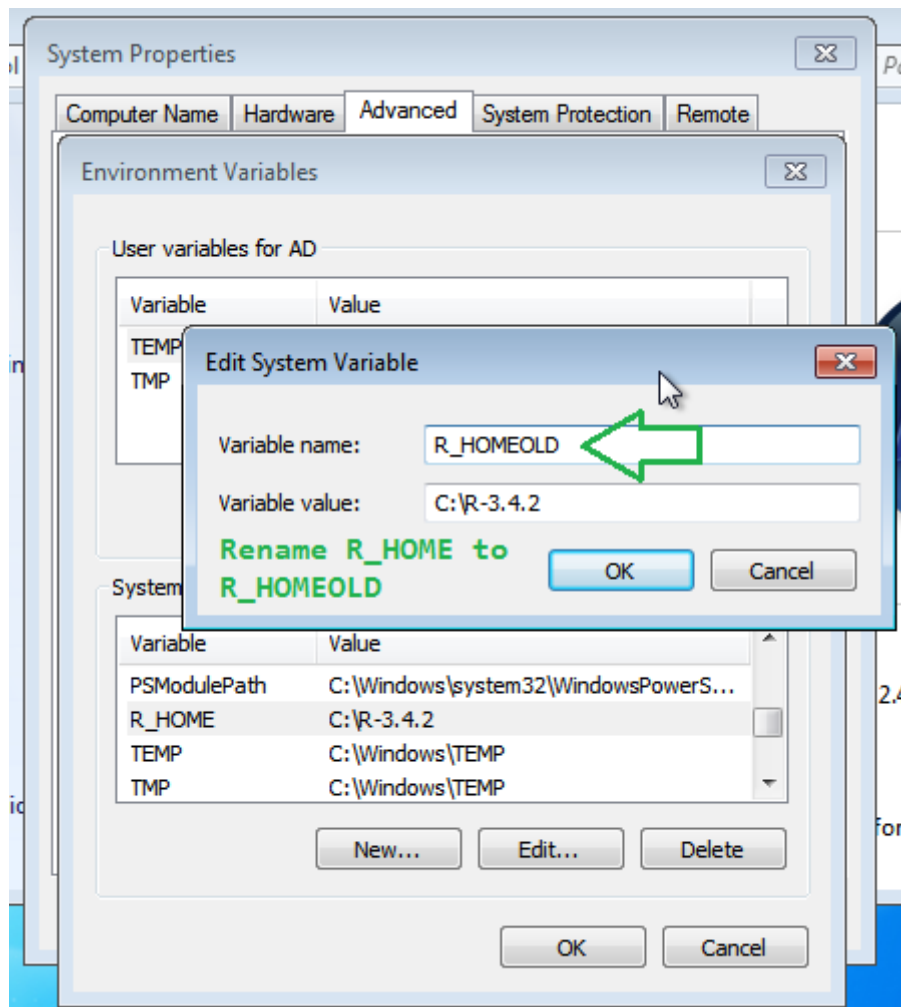 System Properties
Computer Name Hardware Advanced System Protection Remote
Environment Variables
User variables for AD
Variable Value
TEMP
TMP
Edit System Variable
Variable name: R_HOMEOLD
Variable value: C:\R-3.4.2
Rename R_HOME to
R_HOMEOLD
OK Cancel
System
Variable Value
PSModulePath C:\Windows\system32\WindowsPowerS...
R_HOME C:\R-3.4.2
TEMP C:\Windows\TEMP
TMP C:\Windows\TEMP
New... Edit... Delete
OK Cancel